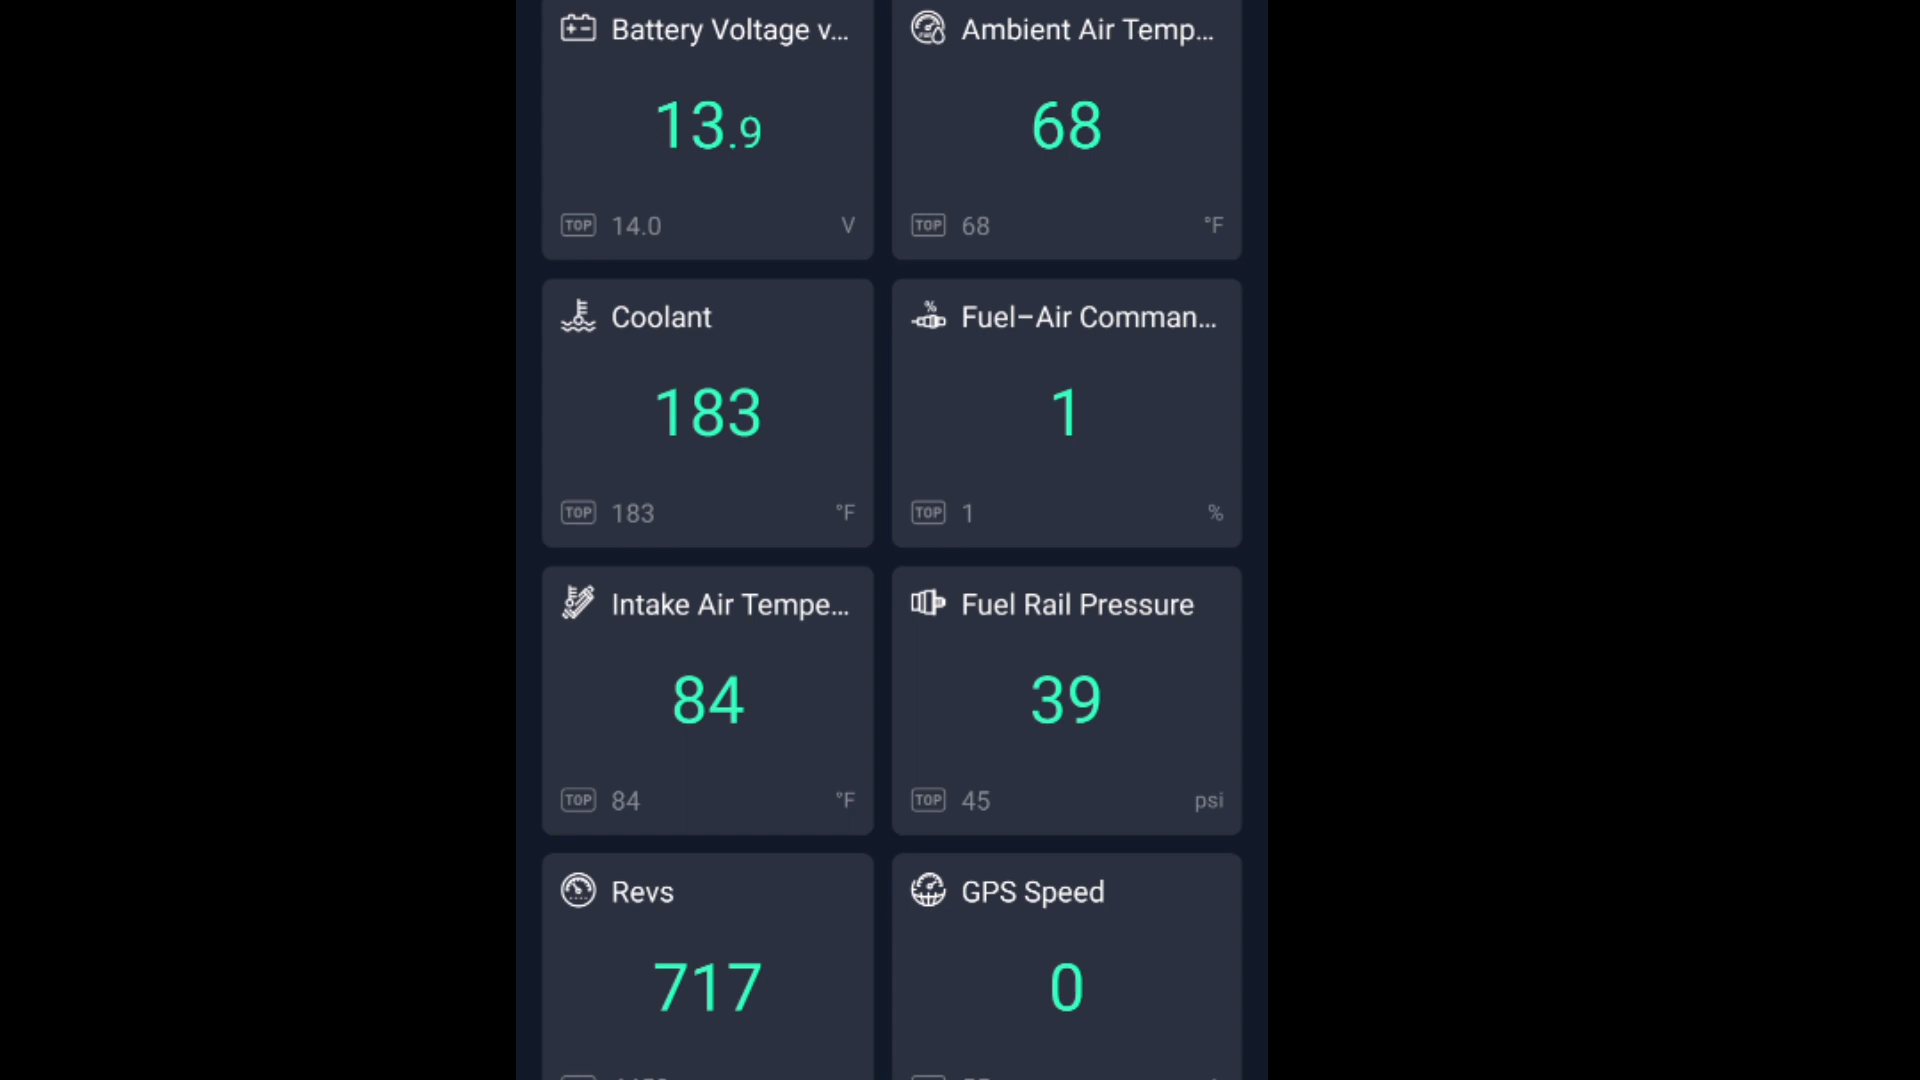 Battery Voltage v...
13.9
TOP 14.0 V
Ambient Air Temp...
68
TOP 68 °F
Coolant
183
TOP 183 °F
% Fuel–Air Comman...
1
TOP 1 %
Intake Air Tempe...
84
TOP 84 °F
Fuel Rail Pressure
39
TOP 45 psi
Revs
717
GPS Speed
0